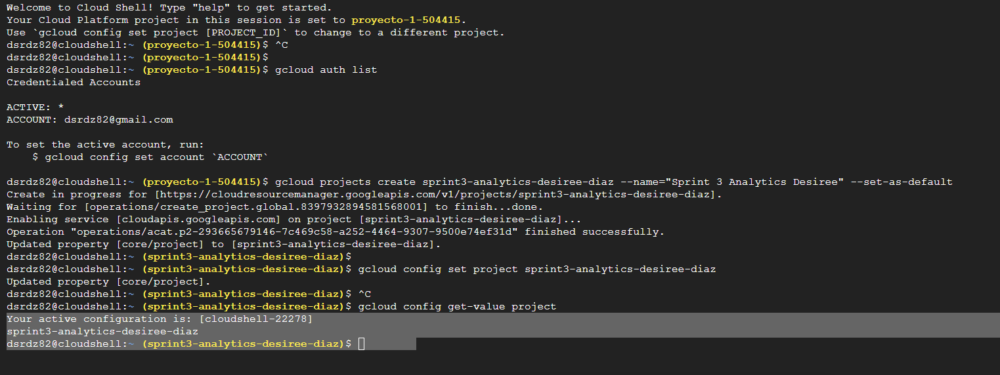 Welcome to Cloud Shell! Type "help" to get started.
Your Cloud Platform project in this session is set to proyecto-1-504415.
Use `gcloud config set project [PROJECT_ID]` to change to a different project.
dsrdz82@cloudshell:~ (proyecto-1-504415)$ ^C
dsrdz82@cloudshell:~ (proyecto-1-504415)$
dsrdz82@cloudshell:~ (proyecto-1-504415)$ gcloud auth list
Credentialed Accounts
ACTIVE: *
ACCOUNT: dsrdz82@gmail.com
To set the active account, run:
    $ gcloud config set account `ACCOUNT`
dsrdz82@cloudshell:~ (proyecto-1-504415)$ gcloud projects create sprint3-analytics-desiree-diaz --name="Sprint 3 Analytics Desiree" --set-as-default
Create in progress for [https://cloudresourcemanager.googleapis.com/v1/projects/sprint3-analytics-desiree-diaz].
Waiting for [operations/create_project.global.8397932894581568001] to finish...done.
Enabling service [cloudapis.googleapis.com] on project [sprint3-analytics-desiree-diaz]...
Operation "operations/acat.p2-293665679146-7c469c58-a252-4464-9307-9500e74ef31d" finished successfully.
Updated property [core/project] to [sprint3-analytics-desiree-diaz].
dsrdz82@cloudshell:~ (sprint3-analytics-desiree-diaz)$
dsrdz82@cloudshell:~ (sprint3-analytics-desiree-diaz)$ gcloud config set project sprint3-analytics-desiree-diaz
Updated property [core/project].
dsrdz82@cloudshell:~ (sprint3-analytics-desiree-diaz)$ ^C
dsrdz82@cloudshell:~ (sprint3-analytics-desiree-diaz)$ gcloud config get-value project
Your active configuration is: [cloudshell-22278]
sprint3-analytics-desiree-diaz
dsrdz82@cloudshell:~ (sprint3-analytics-desiree-diaz)$